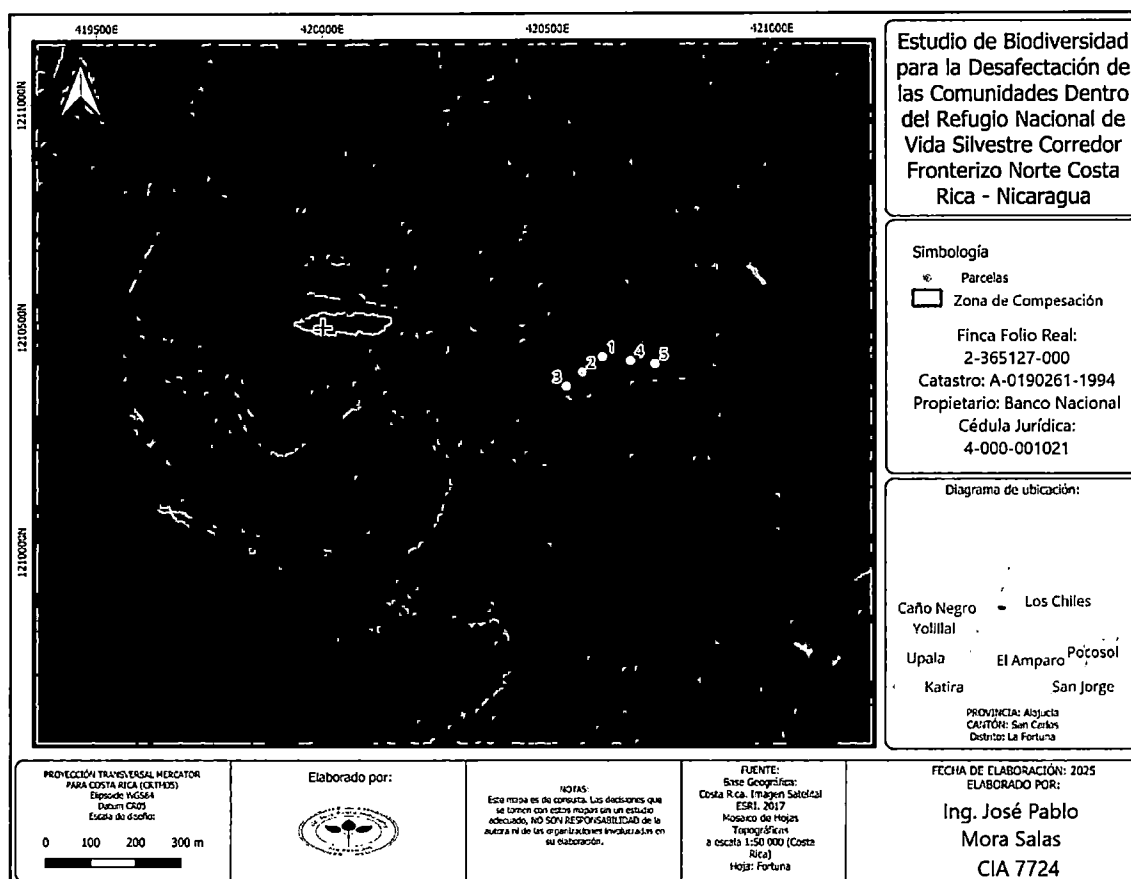 419500E
420000E
420500E
421000E
1211000N
1210500N
121000N
1
2
3
4
5
Estudio de Biodiversidad
para la Desafectación de
las Comunidades Dentro
del Refugio Nacional de
Vida Silvestre Corredor
Fronterizo Norte Costa
Rica - Nicaragua
Simbología
Parcelas
Zona de Compesación
Finca Folio Real:
2-365127-000
Catastro: A-0190261-1994
Propietario: Banco Nacional
Cédula Jurídica:
4-000-001021
Diagrama de ubicación:
Caño Negro
Los Chiles
Yolillal
Upala
El Amparo
Pocosol
Katira
San Jorge
PROVINCIA: Alajuela
CANTÓN: San Carlos
Distrito: La Fortuna
PROYECCIÓN TRANSVERSAL MERCATOR
PARA COSTA RICA (CRTM05)
Elipsoide WGS84
Datum CR05
Escala de diseño:
0 100 200 300 m
Elaborado por:
NOTAS:
Este mapa es de consulta. Las decisiones que
se tomen con estos mapas sin un estudio
adecuado, NO SON RESPONSABILIDAD de la
autora ni de las organizaciones involucradas en
su elaboración.
FUENTE:
Base Geográfica:
Costa Rica. Imagen Satelital
ESRI. 2017
Mosaico de Hojas
Topográficas
a escala 1:50 000 (Costa
Rica)
Hoja: Fortuna
FECHA DE ELABORACIÓN: 2025
ELABORADO POR:
Ing. José Pablo
Mora Salas
CIA 7724